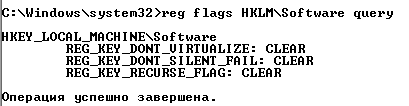 C:\Windows\system32>reg flags HKLM\Software query
HKEY_LOCAL_MACHINE\Software
REG_KEY_DONT_VIRTUALIZE: CLEAR
REG_KEY_DONT_SILENT_FAIL: CLEAR
REG_KEY_RECURSE_FLAG: CLEAR
Операция успешно завершена.